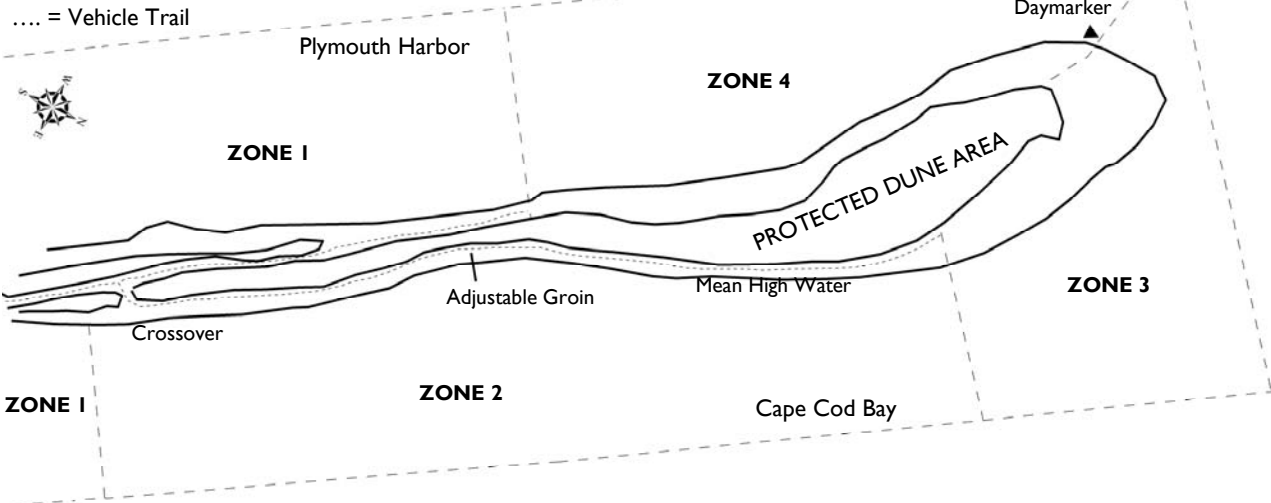 .... = Vehicle Trail
Daymarker
Plymouth Harbor
ZONE 4
W
S
N
E
ZONE 1
PROTECTED DUNE AREA
Adjustable Groin
Mean High Water
ZONE 3
Crossover
ZONE 2
ZONE 1
Cape Cod Bay